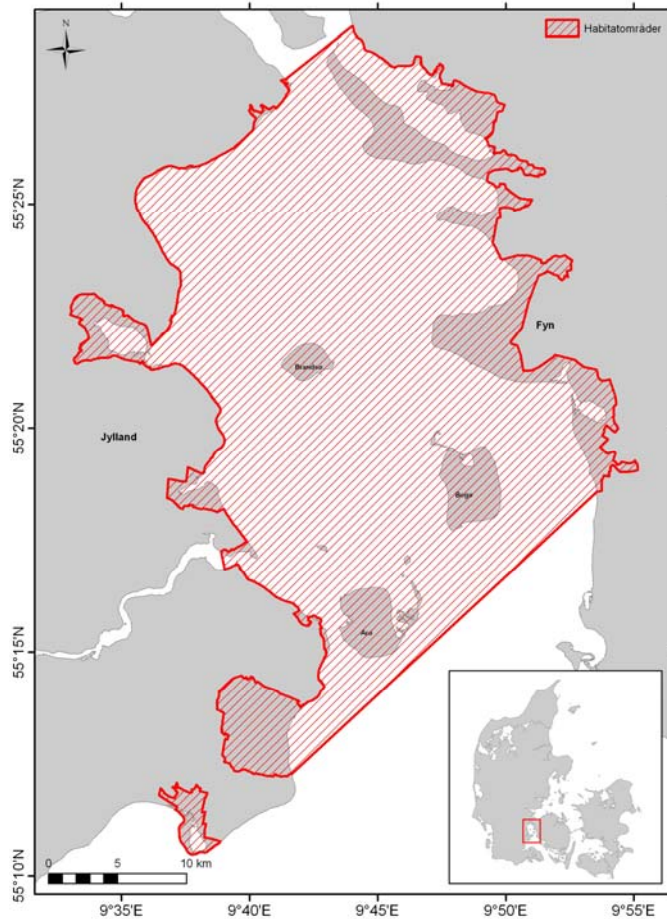 N
Habitatområder
55°25'N
Fyn
Brandsø
55°20'N
Jylland
Bågø
55°15'N
Årø
55°10'N
0 5 10 km
9°35'E 9°40'E 9°45'E 9°50'E 9°55'E